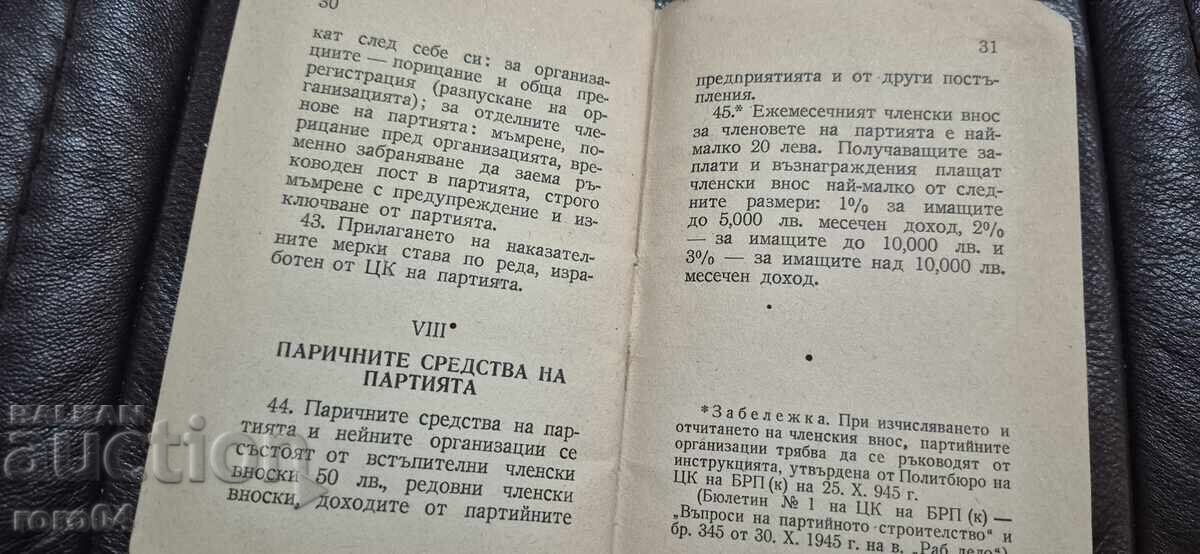 30
кат след себе си: за организа-
циите — порицание и обща пре-
регистрация (разпускане на ор-
ганизацията); за отделните чле-
нове на партията: мъмрене, по-
рицание пред организацията, вре-
менно забраняване да заема ръ-
ководен пост в партията, строго
мъмрене с предупреждение и из-
ключване от партията.
43. Прилагането на наказател-
ните мерки става по реда, изра-
ботен от ЦК на партията.
VIII*
ПАРИЧНИТЕ СРЕДСТВА НА
ПАРТИЯТА
44. Паричните средства на пар-
тията и нейните организации се
състоят от встъпителни членски
вноски 50 лв., редовни членски
вноски, доходите от партийните
31
предприятията и от други постъ-
пления.
45.* Ежемесечният членски внос
за членовете на партията е най-
малко 20 лева. Получаващите за-
плати и възнаграждения плащат
членски внос най-малко от след-
ните размери: 1% за имащите
до 5,000 лв. месечен доход, 2%
— за имащите до 10,000 лв. и
3% — за имащите над 10,000 лв.
месечен доход.
*Забележка. При изчисляването и
отчитането на членския внос, партийните
организации трябва да се ръководят от
инструкцията, утвърдена от Политбюро на
ЦК на БРП (к) на 25. X. 945 г.
(Бюлетин № 1 на ЦК на БРП (к) —
„Въпроси на партийното строителство" и
бр. 345 от 30. X. 1945 г. на в. „Раб. дело")
BALKAN
auction
roro04